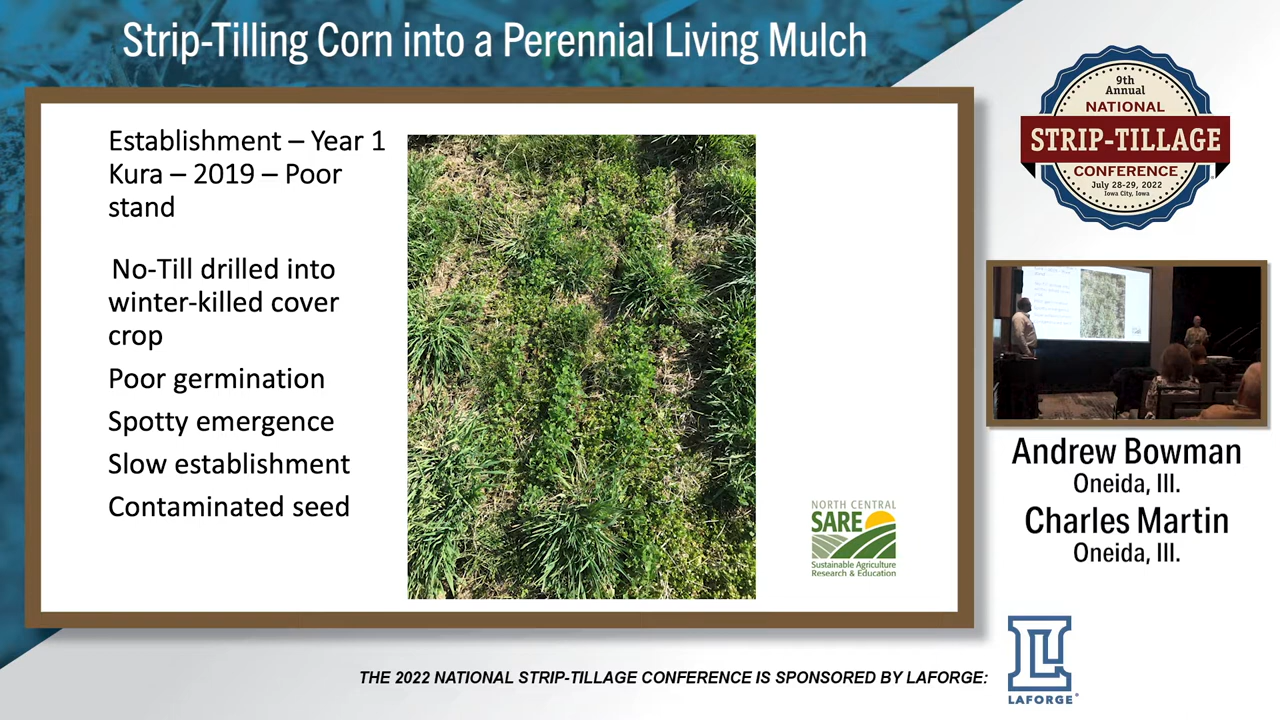 Strip-Tilling Corn into a Perennial Living Mulch
Establishment – Year 1
Kura – 2019 – Poor
stand
No-Till drilled into
winter-killed cover
crop
Poor germination
Spotty emergence
Slow establishment
Contaminated seed
NORTH CENTRAL
SARE
Sustainable Agriculture
Research & Education
9th
Annual
NATIONAL
STRIP-TILLAGE
CONFERENCE
July 28-29, 2022
Iowa City, Iowa
Andrew Bowman
Oneida, Ill.
Charles Martin
Oneida, Ill.
THE 2022 NATIONAL STRIP-TILLAGE CONFERENCE IS SPONSORED BY LAFORGE:
LAFORGE®